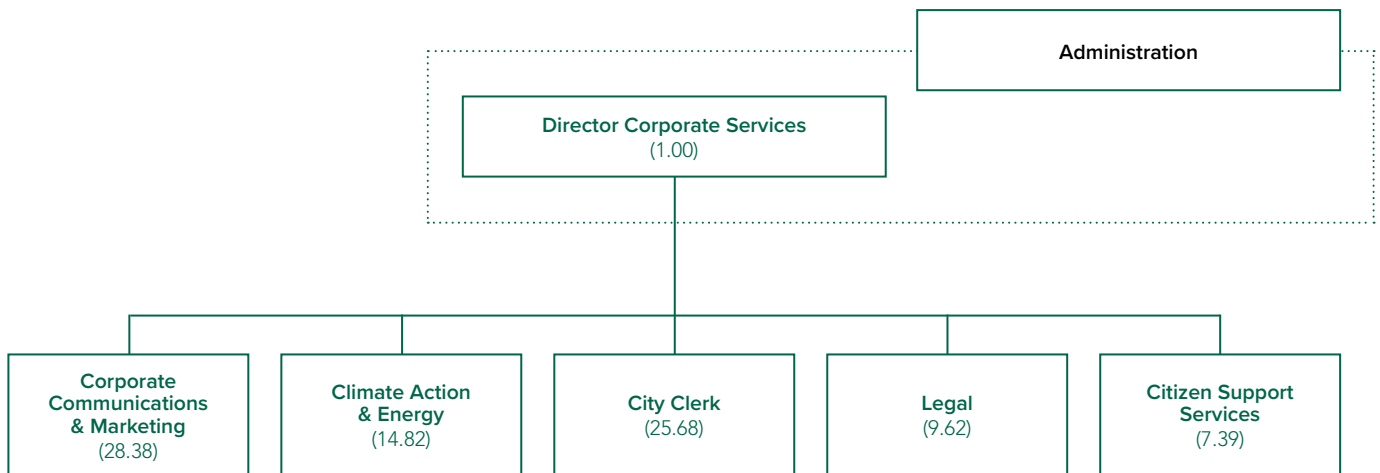 Administration
Director Corporate Services
(1.00)
Corporate
Communications
& Marketing
(28.38)
Climate Action
& Energy
(14.82)
City Clerk
(25.68)
Legal
(9.62)
Citizen Support
Services
(7.39)